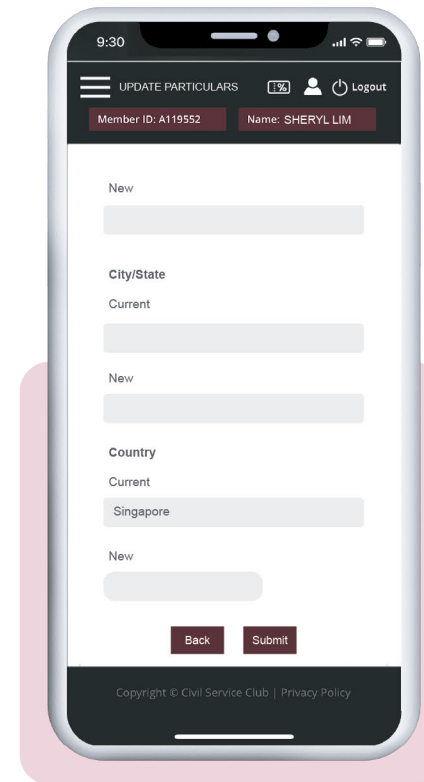 9:30
UPDATE PARTICULARS % Logout
Member ID: A119552 Name: SHERYL LIM
New
City/State
Current
New
Country
Current
Singapore
New
Back Submit
Copyright © Civil Service Club | Privacy Policy